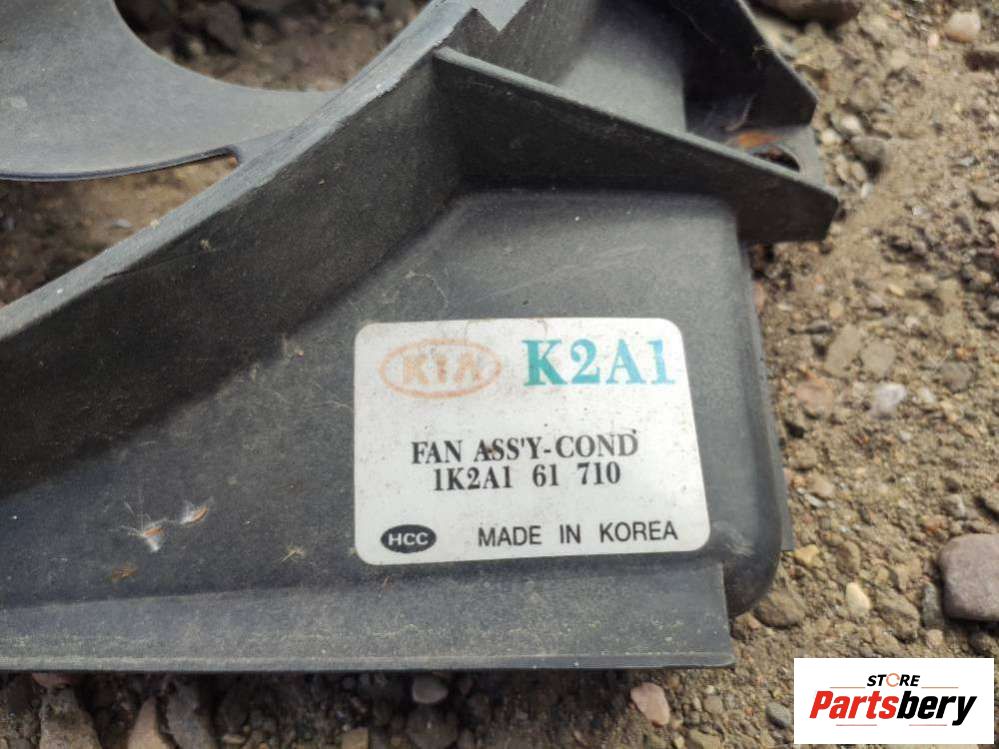 KIA K2A1
FAN ASS'Y-COND
1K2A1 61 710
HCC MADE IN KOREA
STORE
Partsbery